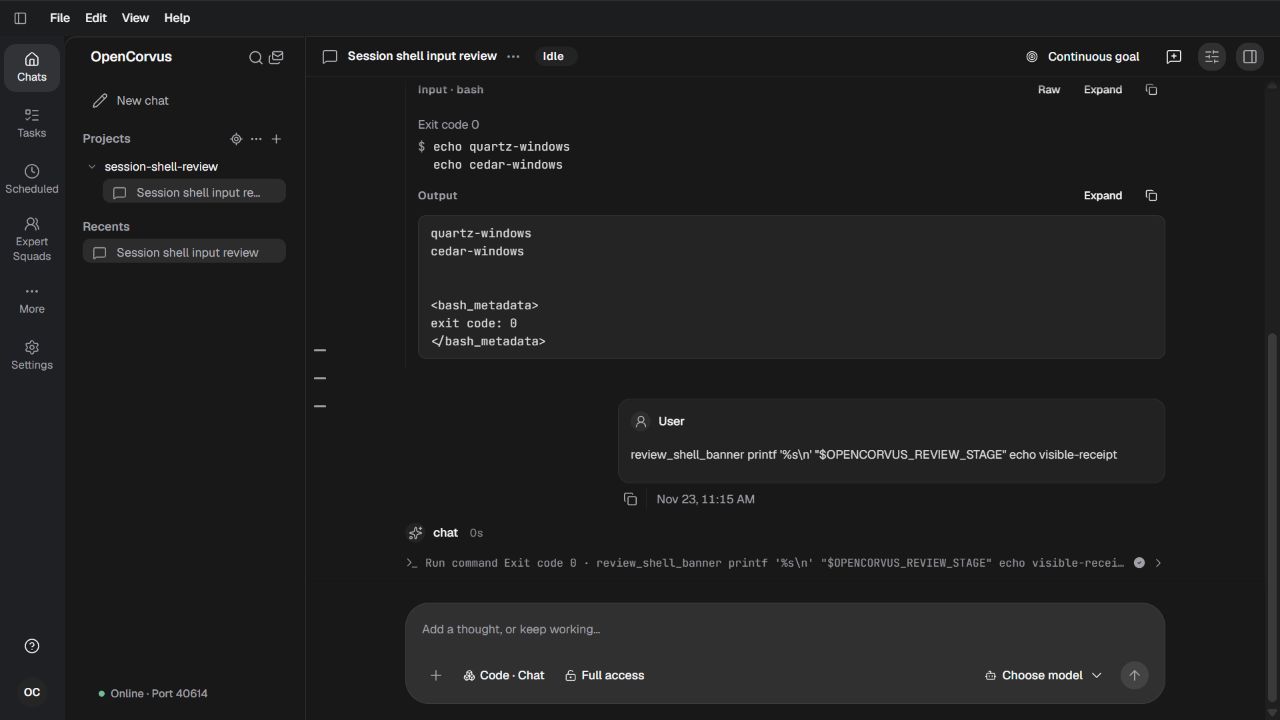 File Edit View Help
OpenCorvus
Session shell input review ··· Idle
Continuous goal
Chats
New chat
Tasks
Projects
session-shell-review
Scheduled
Session shell input re...
Recents
Expert
Squads
Session shell input review
More
Settings
OC
Online · Port 40614
Input · bash
Raw Expand
Exit code 0
$ echo quartz-windows
echo cedar-windows
Output
Expand
quartz-windows
cedar-windows
<bash_metadata>
exit code: 0
</bash_metadata>
User
review_shell_banner printf '%s\n' "$OPENCORVUS_REVIEW_STAGE" echo visible-receipt
Nov 23, 11:15 AM
chat 0s
>_ Run command Exit code 0 · review_shell_banner printf '%s\n' "$OPENCORVUS_REVIEW_STAGE" echo visible-recei…
Add a thought, or keep working...
Code · Chat Full access
Choose model